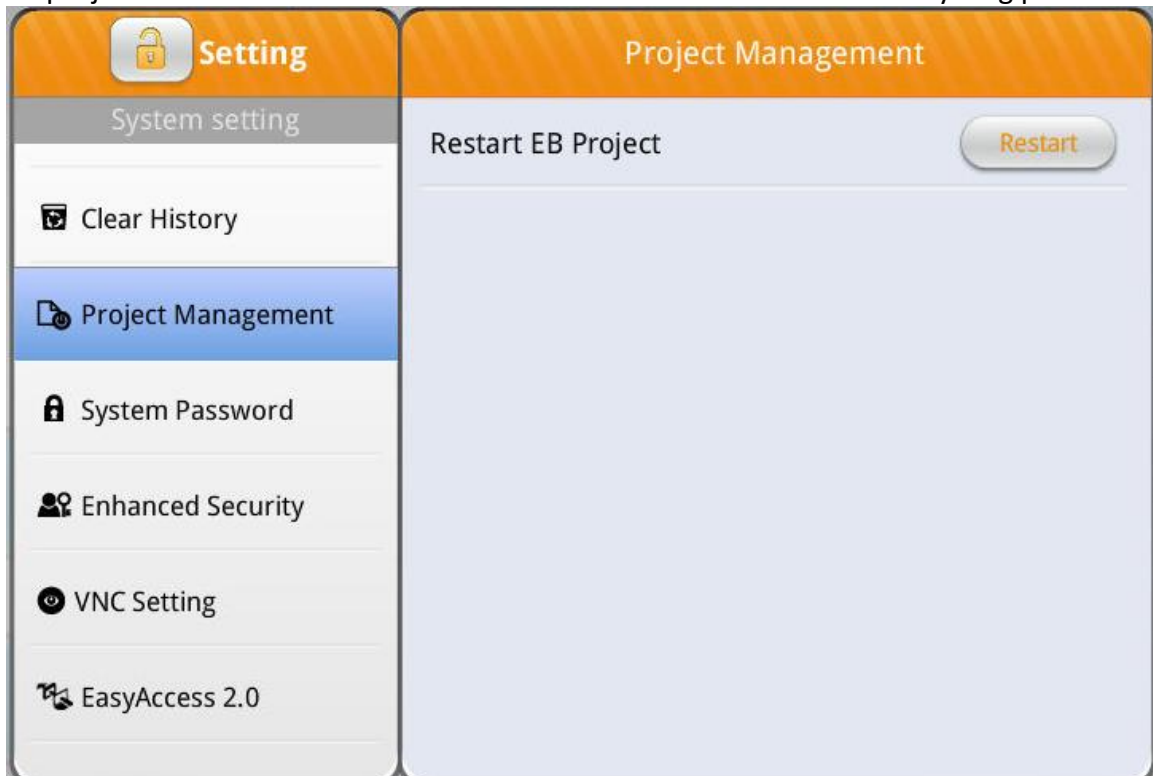 Setting
System setting
Clear History
Project Management
System Password
Enhanced Security
VNC Setting
EasyAccess 2.0
Project Management
Restart EB Project
Restart